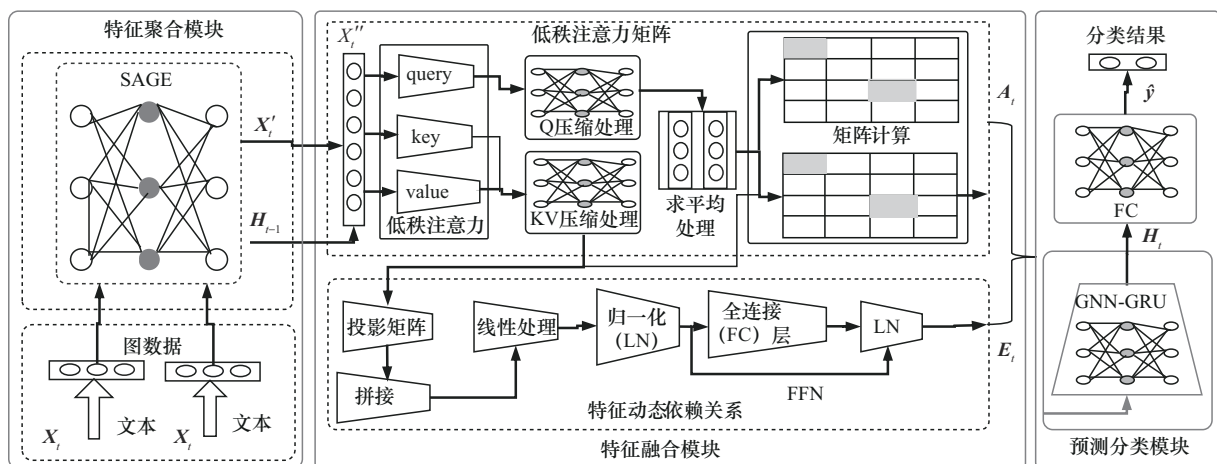 特征聚合模块
SAGE
X′t
Ht−1
图数据
文本
文本
Xt
Xt
X″t
低秩注意力矩阵
query
key
value
低秩注意力
Q压缩处理
KV压缩处理
求平均
处理
矩阵计算
At
投影矩阵
拼接
线性处理
归一化
(LN)
全连接
(FC) 层
LN
FFN
Et
特征动态依赖关系
特征融合模块
分类结果
ŷ
FC
Ht
GNN-GRU
预测分类模块